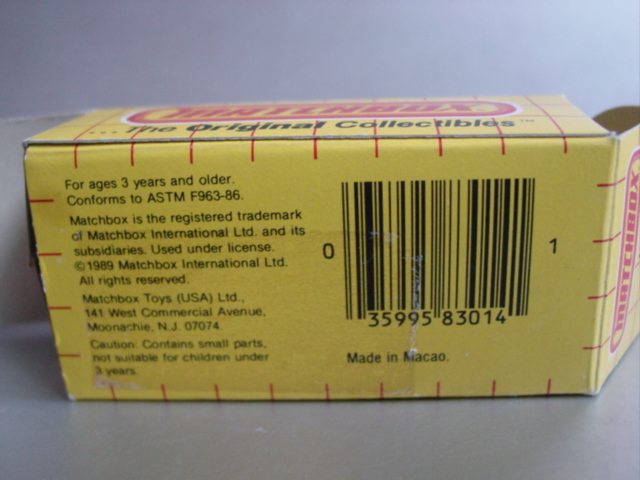 MATCHBOX
... The Original Collectibles™
For ages 3 years and older.
Conforms to ASTM F963-86.
Matchbox is the registered trademark
of Matchbox International Ltd. and its
subsidiaries. Used under license.
©1989 Matchbox International Ltd.
All rights reserved.
Matchbox Toys (USA) Ltd.,
141 West Commercial Avenue,
Moonachie, N.J. 07074.
Caution: Contains small parts,
not suitable for children under
3 years.
0 35995 83014 1
Made in Macao.
MATCHBOX